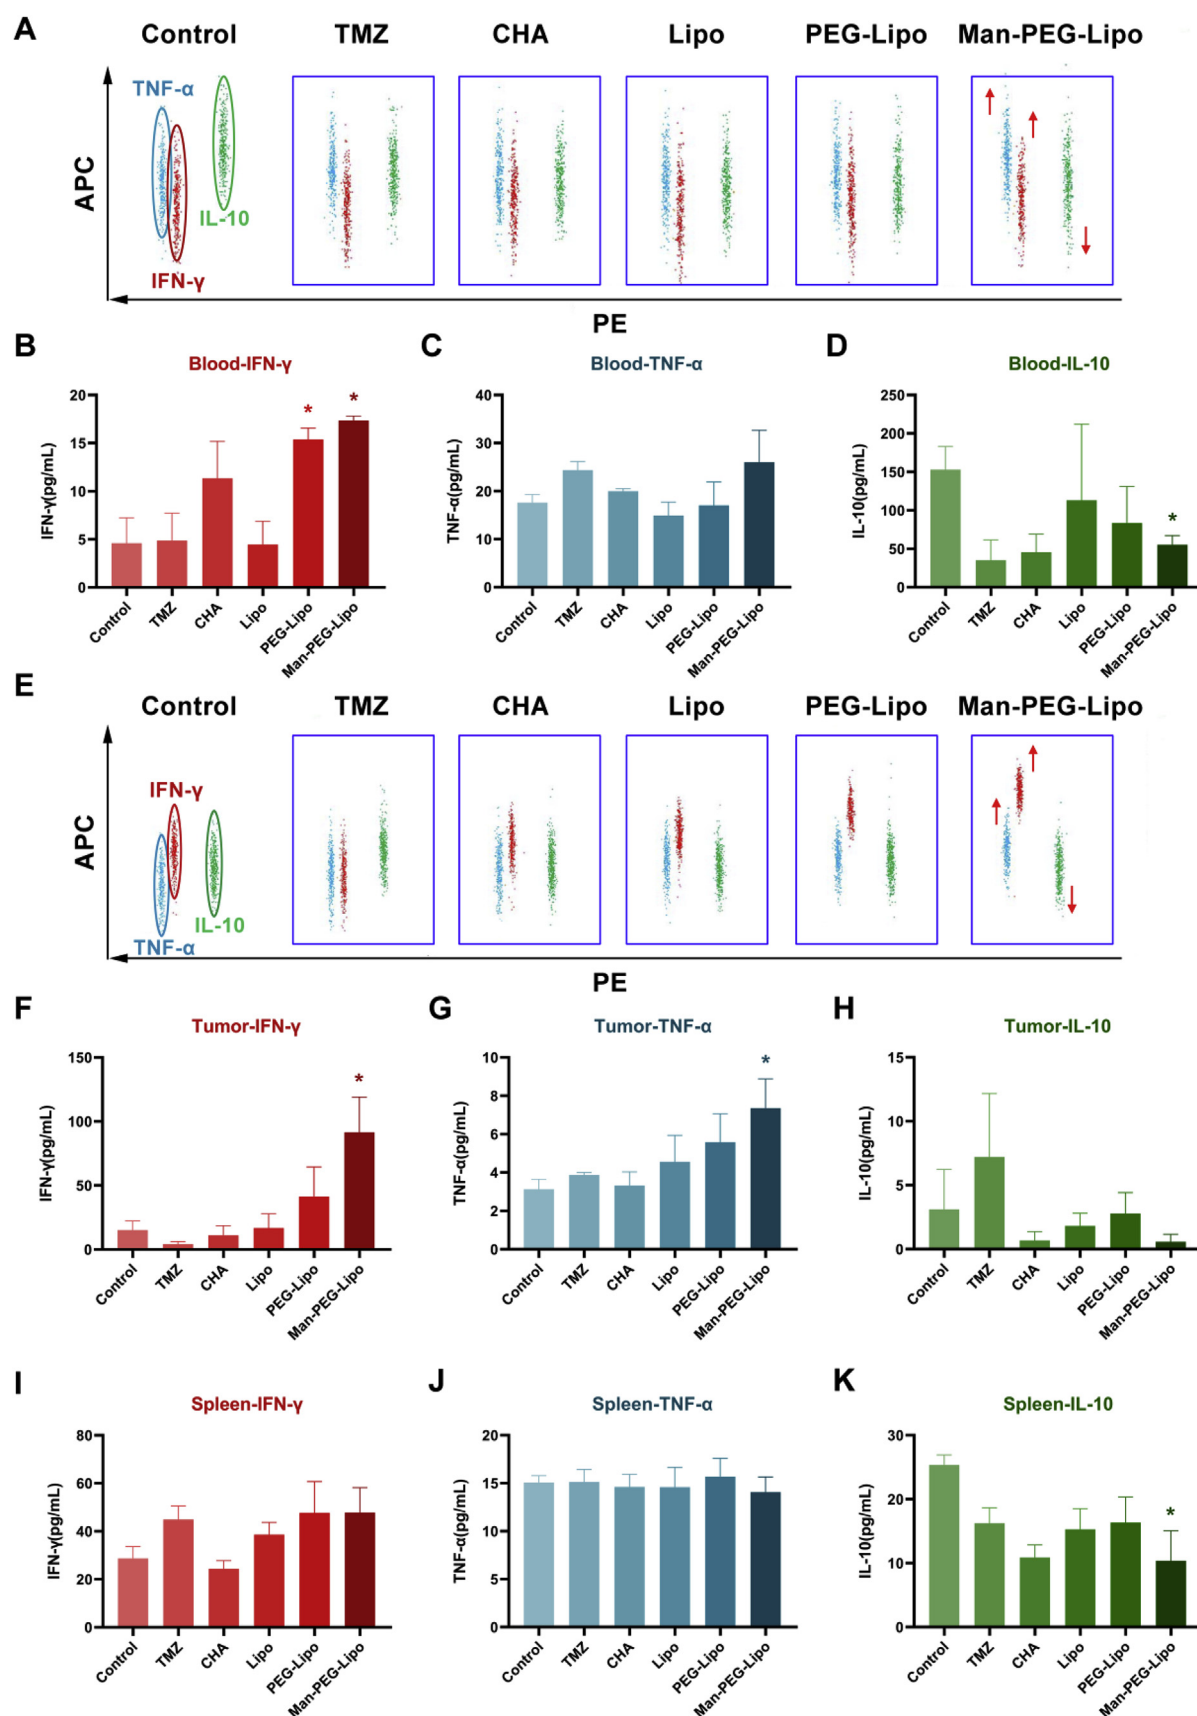 A
Control TMZ CHA Lipo PEG-Lipo Man-PEG-Lipo
TNF-α
IL-10
IFN-γ
APC
PE
B
Blood-IFN-γ
IFN-γ(pg/mL)
20
15
10
5
0
Control TMZ CHA Lipo PEG-Lipo Man-PEG-Lipo
* *
C
Blood-TNF-α
TNF-α(pg/mL)
40
30
20
10
0
Control TMZ CHA Lipo PEG-Lipo Man-PEG-Lipo
D
Blood-IL-10
IL-10(pg/mL)
250
200
150
100
50
0
*
Control TMZ CHA Lipo PEG-Lipo Man-PEG-Lipo
E
Control TMZ CHA Lipo PEG-Lipo Man-PEG-Lipo
IFN-γ
IL-10
TNF-α
APC
PE
F
Tumor-IFN-γ
IFN-γ(pg/mL)
150
100
50
0
*
Control TMZ CHA Lipo PEG-Lipo Man-PEG-Lipo
G
Tumor-TNF-α
TNF-α(pg/mL)
10
8
6
4
2
0
*
Control TMZ CHA Lipo PEG-Lipo Man-PEG-Lipo
H
Tumor-IL-10
IL-10(pg/mL)
15
10
5
0
Control TMZ CHA Lipo PEG-Lipo Man-PEG-Lipo
I
Spleen-IFN-γ
IFN-γ(pg/mL)
80
60
40
20
0
Control TMZ CHA Lipo PEG-Lipo Man-PEG-Lipo
J
Spleen-TNF-α
TNF-α(pg/mL)
20
15
10
5
0
Control TMZ CHA Lipo PEG-Lipo Man-PEG-Lipo
K
Spleen-IL-10
IL-10(pg/mL)
30
20
10
0
*
Control TMZ CHA Lipo PEG-Lipo Man-PEG-Lipo